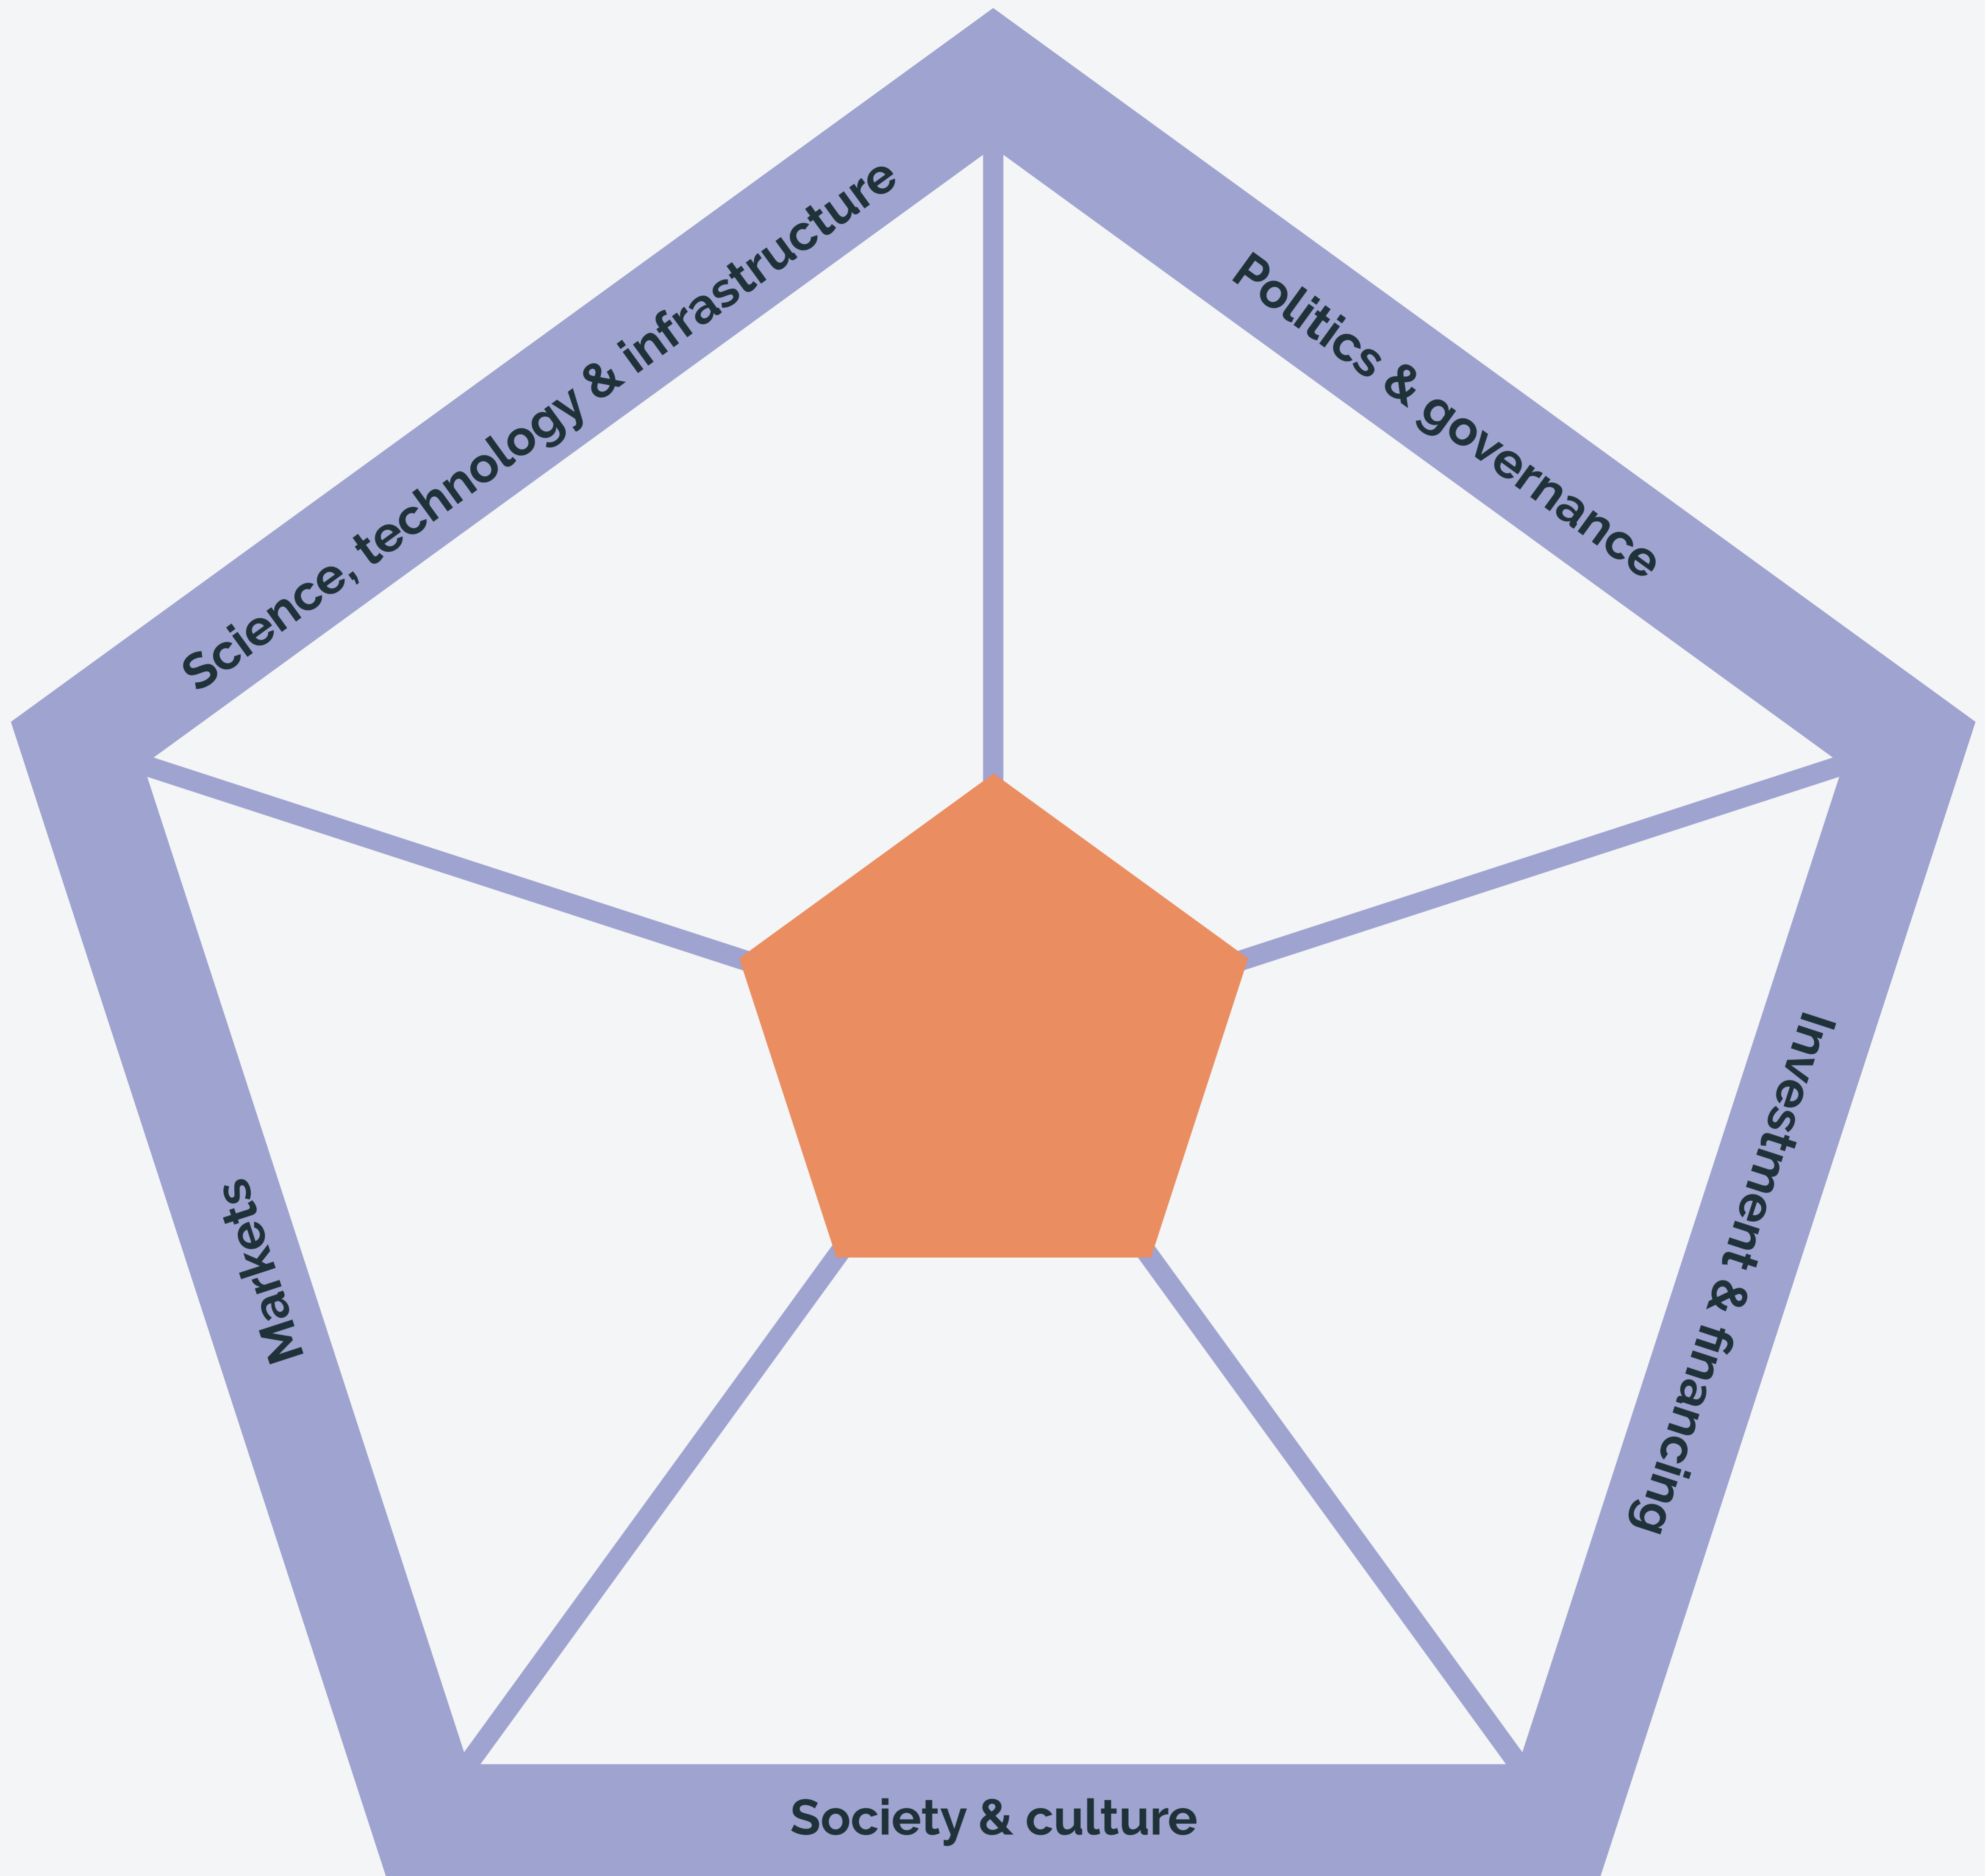 Science, technology & infrastructure
Politics & governance
Investment & financing
Markets
Society & culture